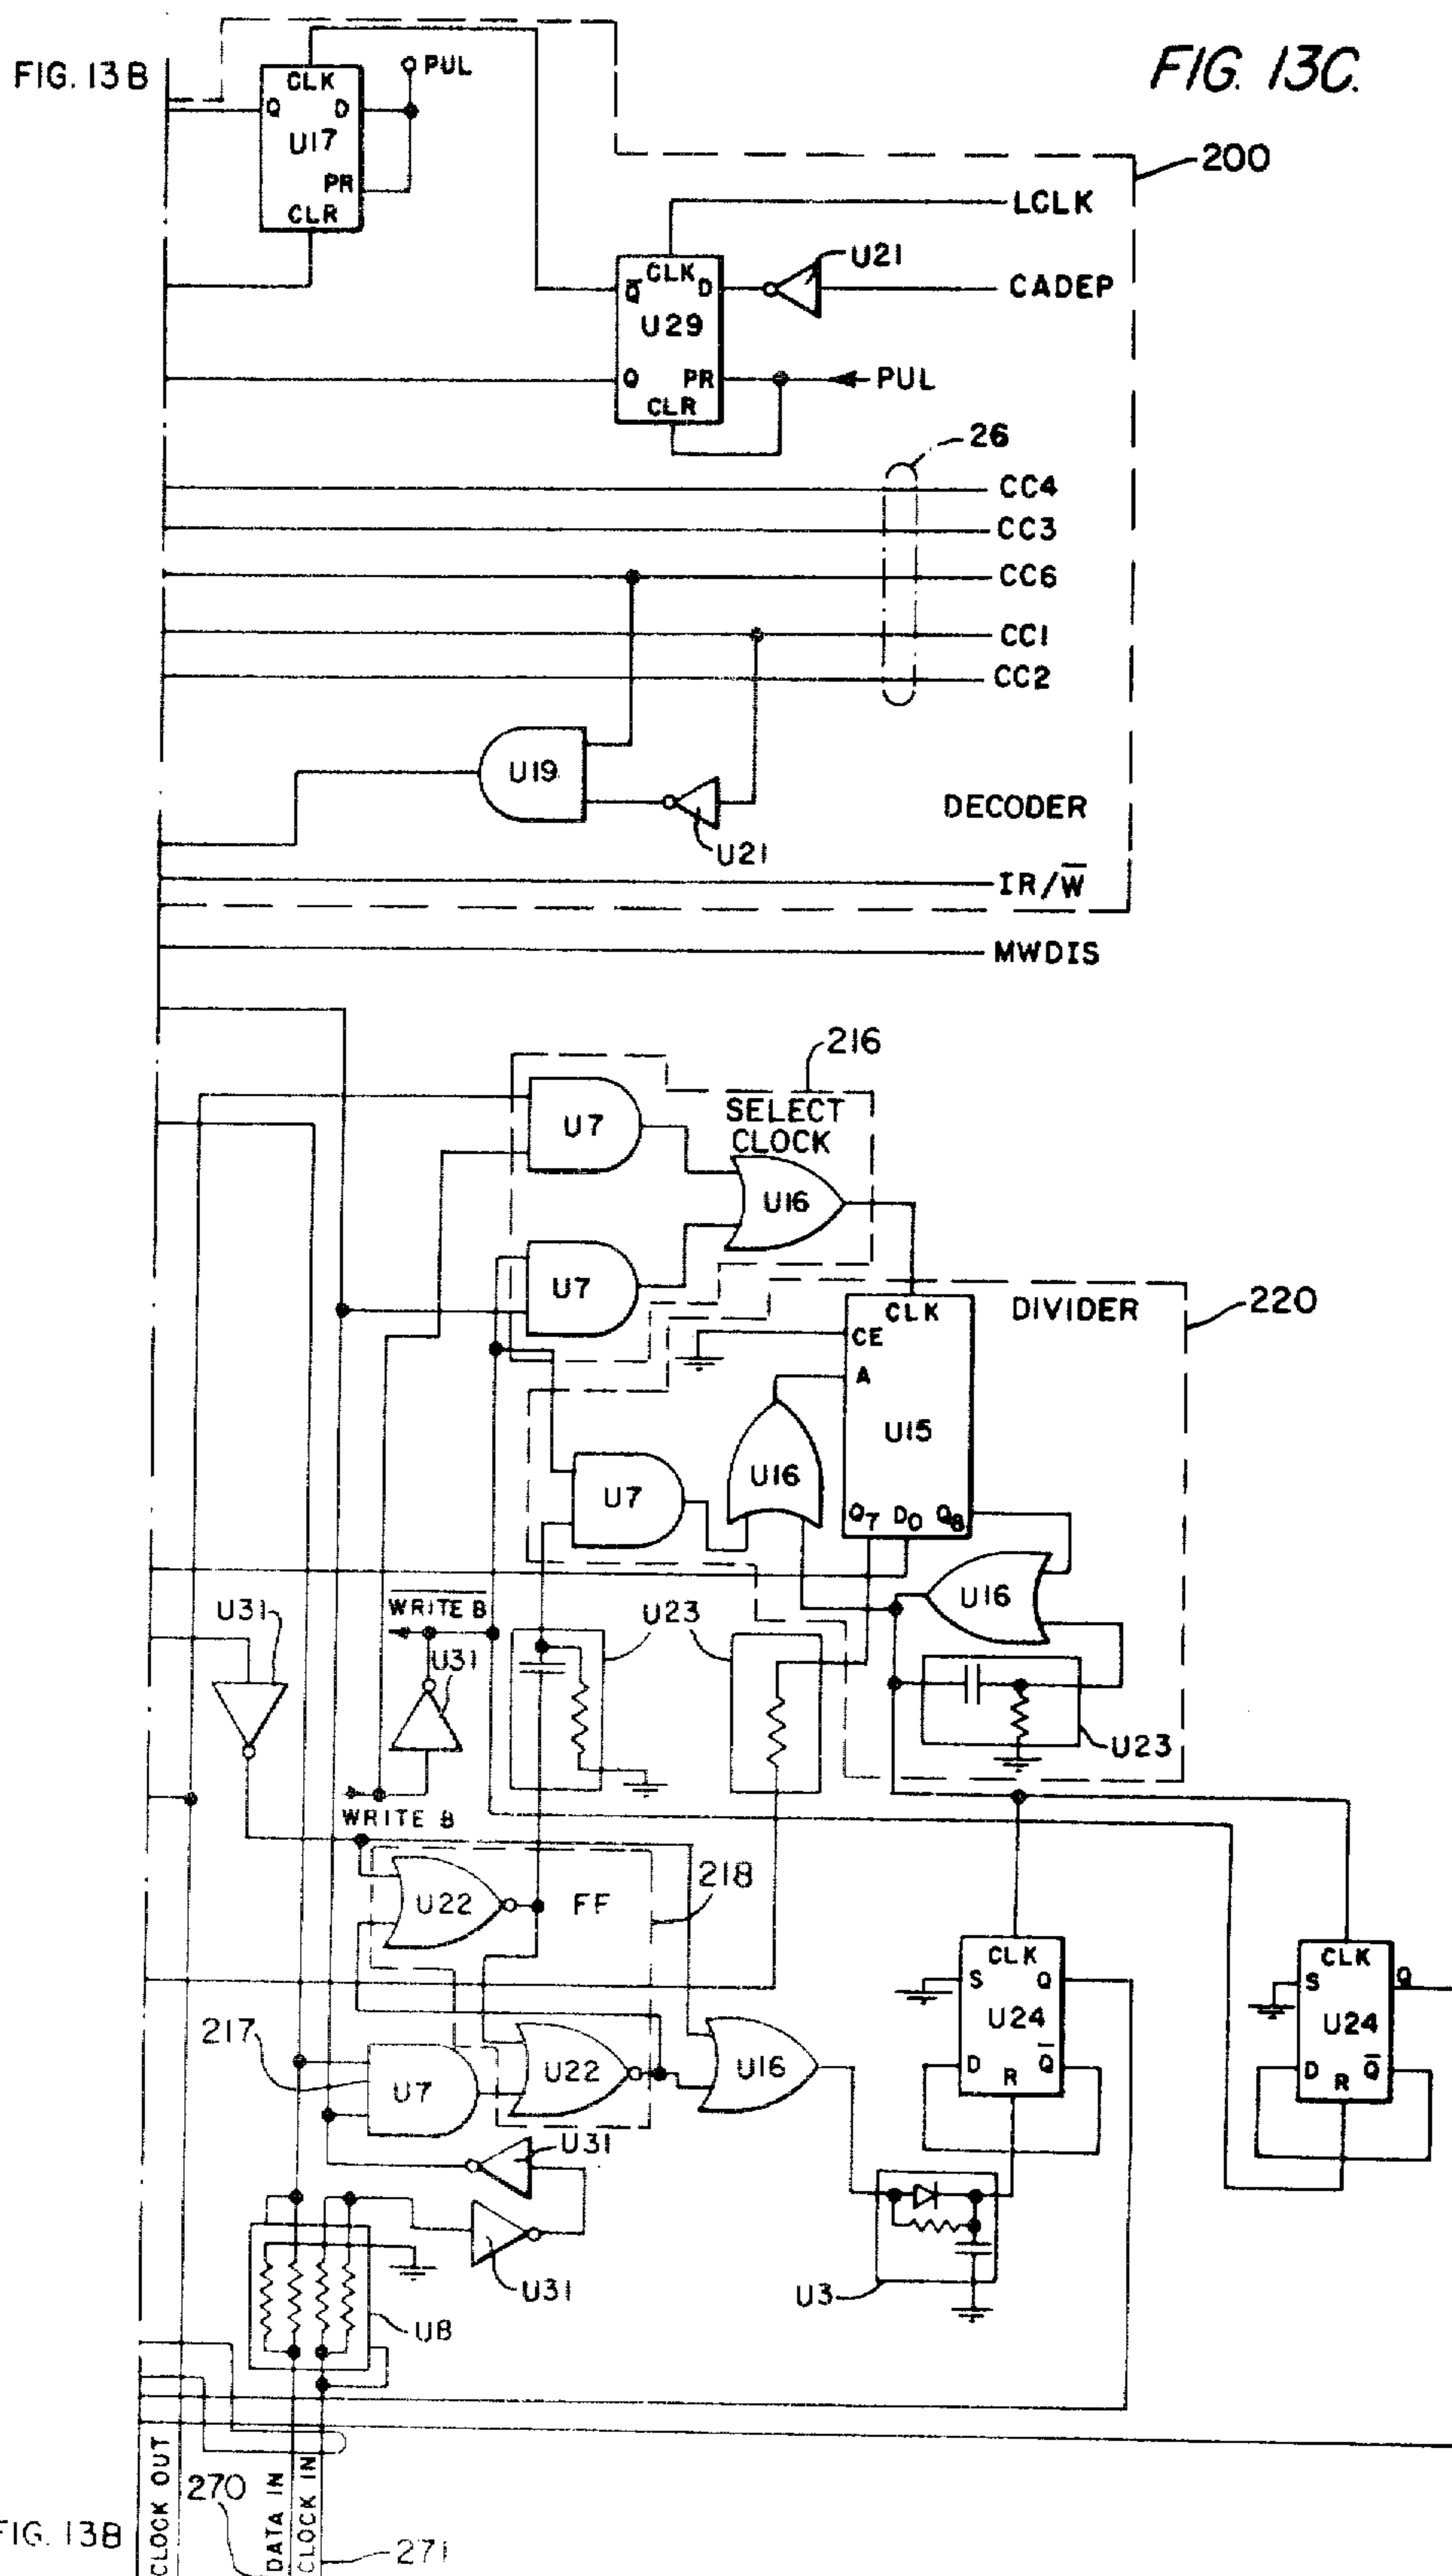 FIG. 13B
FIG. 13C.
PUL
CLK
Q D
U17
PR
CLR
200
LCLK
U21
CLK
Q̅ D
CADEP
U29
Q PR
PUL
CLR
26
CC4
CC3
CC6
CC1
CC2
U19
U21
DECODER
IR/W̅
MWDIS
216
SELECT
CLOCK
U7
U16
U7
CLK
DIVIDER
220
CE
A
U15
U16
U7
Q7 D0 Q8
U16
U31
W̅R̅I̅T̅E̅ B̅
U23
U31
U23
WRITE B
218
U22
FF
CLK
S Q
U24
D R Q̅
CLK
S Q
U24
D R Q̅
217
U7
U22
U16
U31
U31
U3
U8
CLOCK OUT
270
DATA IN
CLOCK IN
271
FIG. 13B